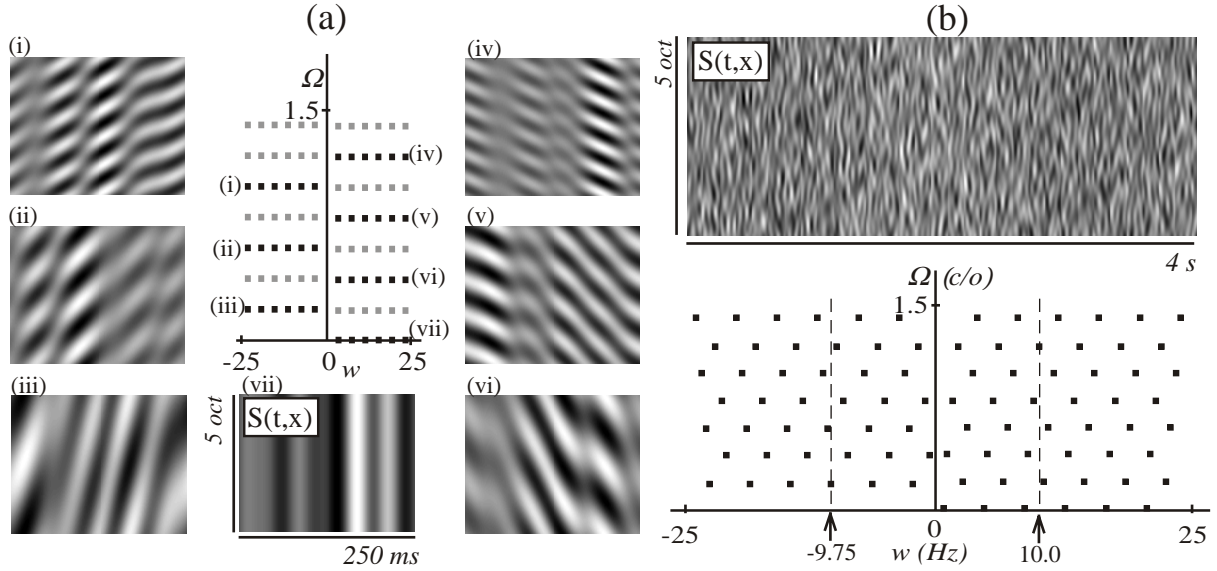 (a)
(i)
(ii)
(iii)
Ω
1.5
(i)
(ii)
(iii)
(iv)
(v)
(vi)
(vii)
-25
0
w
25
(vii)
S(t,x)
5 oct
250 ms
(iv)
(v)
(vi)
(b)
5 oct
S(t,x)
4 s
Ω (c/o)
1.5
-25
0
25
-9.75
w (Hz)
10.0